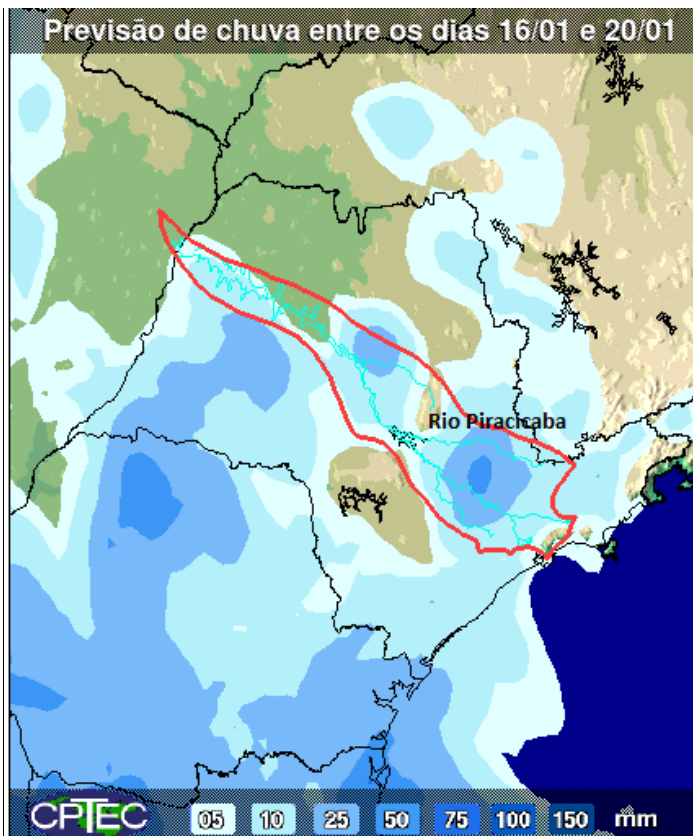 Previsão de chuva entre os dias 16/01 e 20/01
Rio Piracicaba
CPTEC 05 10 25 50 75 100 150 mm